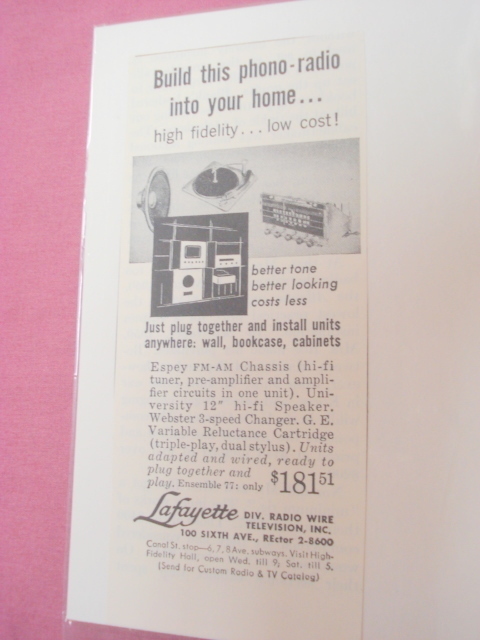 Build this phono-radio
into your home...
high fidelity... low cost!
better tone
better looking
costs less
Just plug together and install units
anywhere: wall, bookcase, cabinets
Espey FM-AM Chassis (hi-fi
tuner, pre-amplifier and ampli-
fier circuits in one unit). Uni-
versity 12" hi-fi Speaker.
Webster 3-speed Changer. G. E.
Variable Reluctance Cartridge
(triple-play, dual stylus). Units
adapted and wired, ready to
plug together and
play. Ensemble 77: only $181.51
Lafayette DIV. RADIO WIRE
TELEVISION, INC.
100 SIXTH AVE., REctor 2-8600
Canal St. stop—6, 7, 8 Ave. subways. Visit High-
Fidelity Hall, open Wed. till 9; Sat. till 5.
(Send for Custom Radio & TV Catalog)